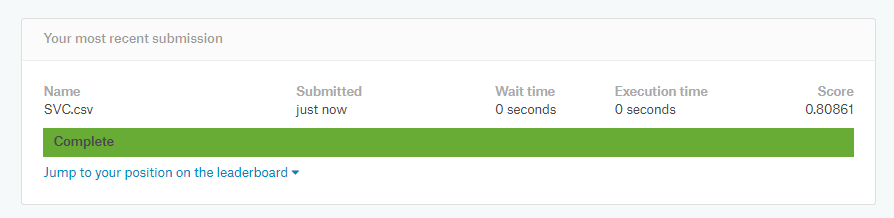 Your most recent submission
Name Submitted Wait time Execution time Score
SVC.csv just now 0 seconds 0 seconds 0.80861
Complete
Jump to your position on the leaderboard